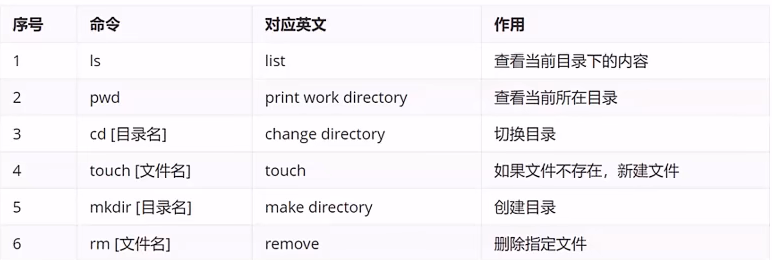 序号 命令 对应英文 作用
1 ls list 查看当前目录下的内容
2 pwd print work directory 查看当前所在目录
3 cd [目录名] change directory 切换目录
4 touch [文件名] touch 如果文件不存在，新建文件
5 mkdir [目录名] make directory 创建目录
6 rm [文件名] remove 删除指定文件